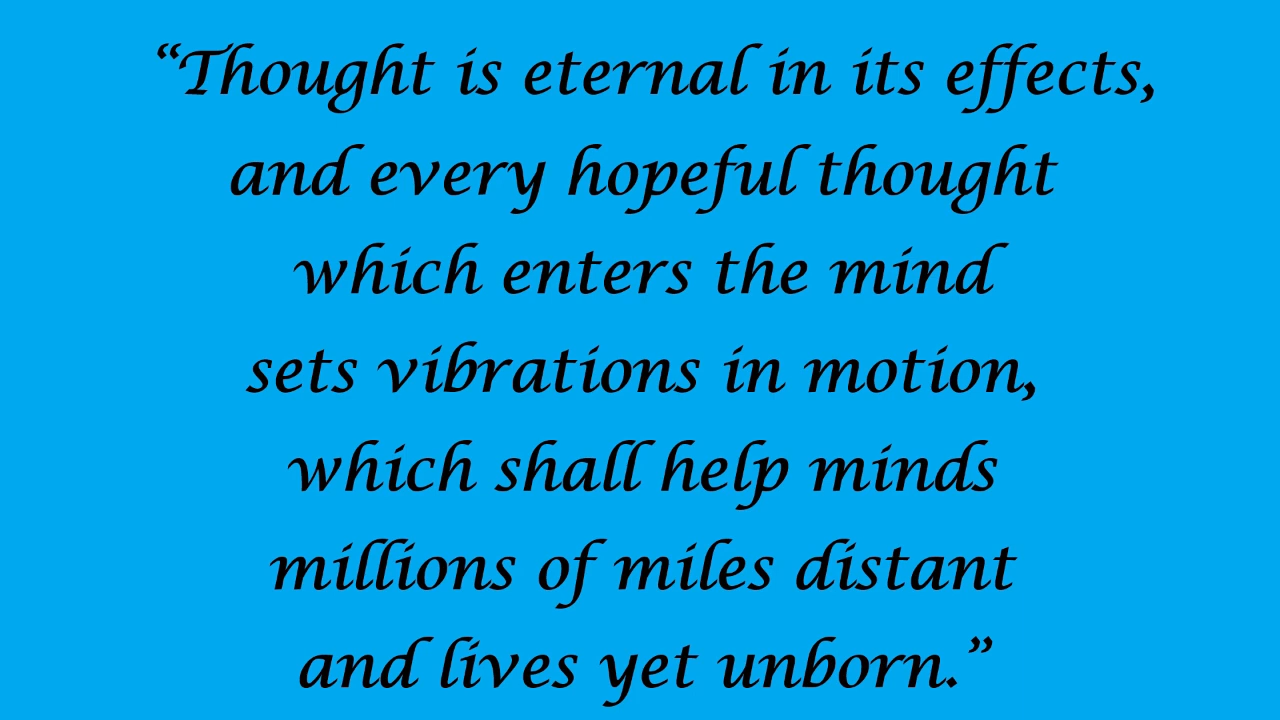 “Thought is eternal in its effects,
and every hopeful thought
which enters the mind
sets vibrations in motion,
which shall help minds
millions of miles distant
and lives yet unborn.”